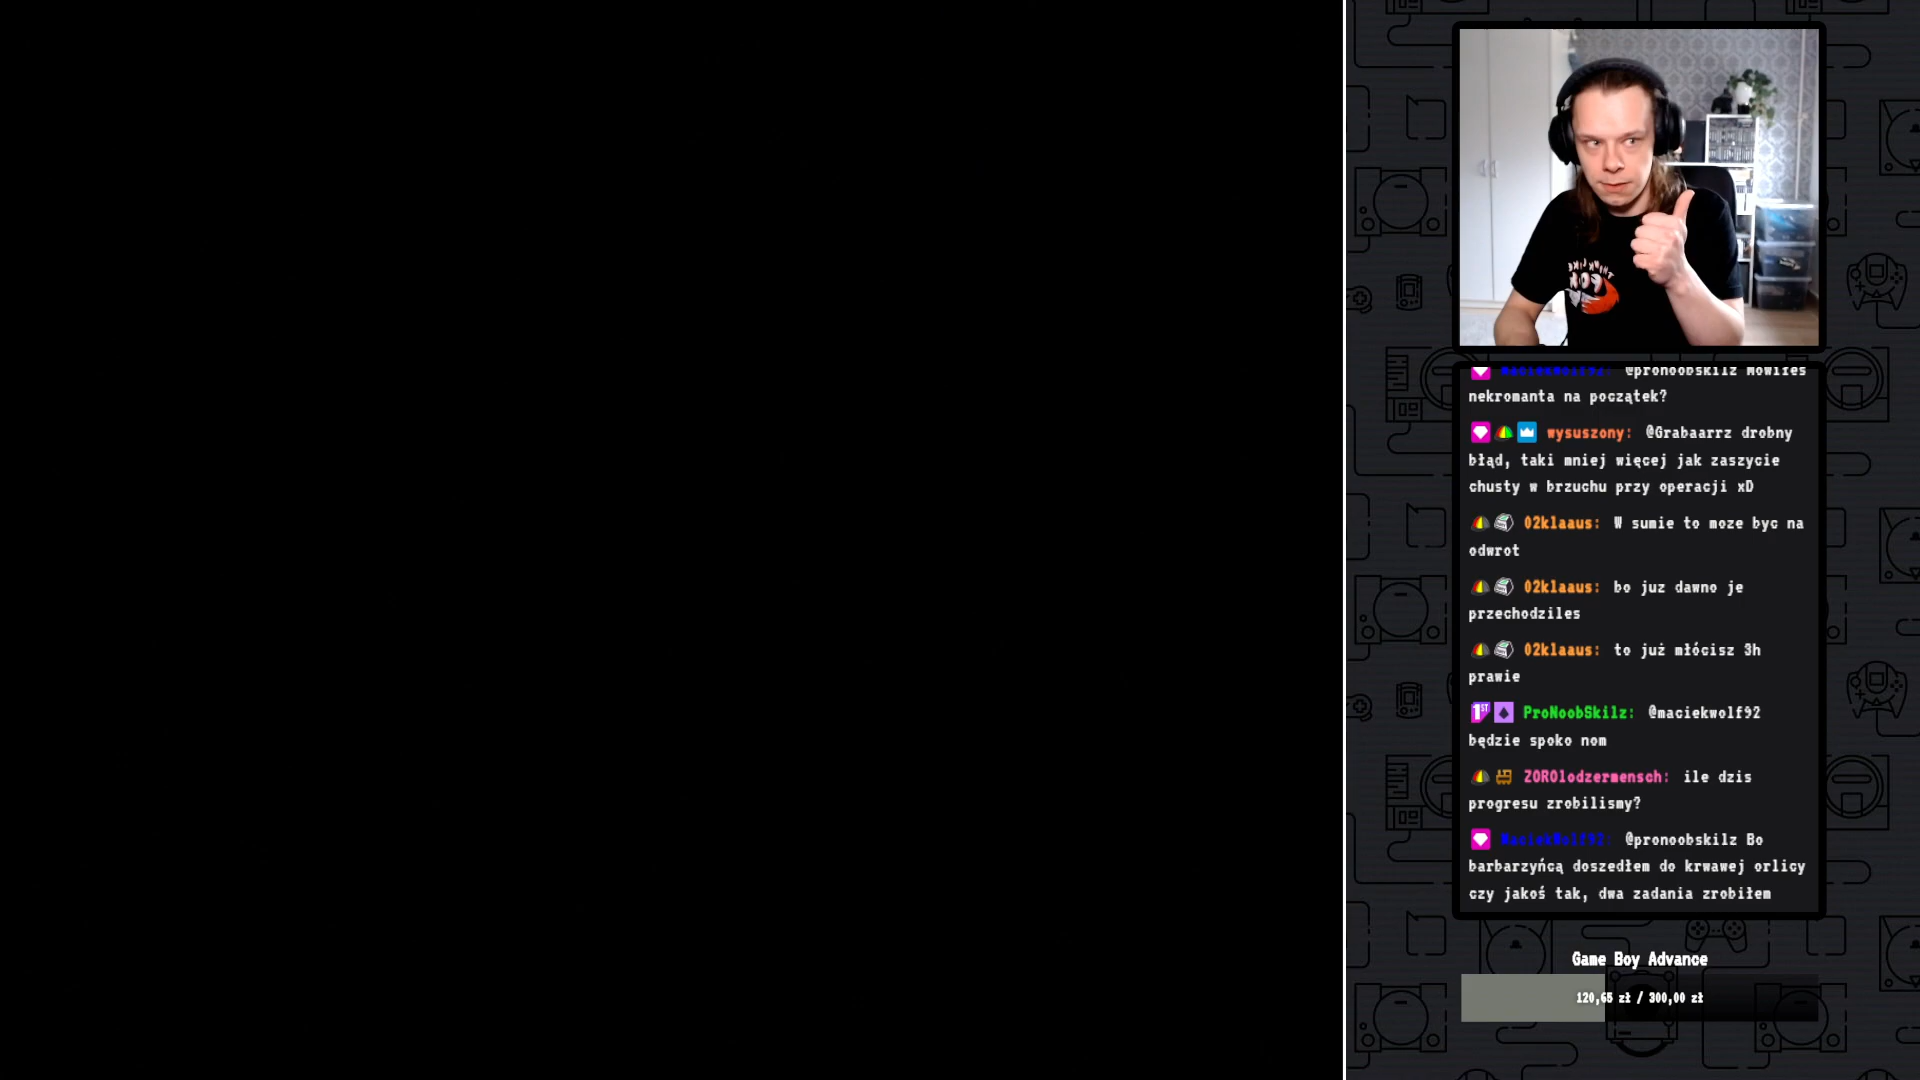 @pronoobskilz Mówiłeś
nekromanta na początek?
wysuszony: @Grabaarrz drobny
błąd, taki mniej więcej jak zaszycie
chusty w brzuchu przy operacji xD
02klaaus: W sumie to moze byc na
odwrot
02klaaus: bo juz dawno je
przechodziles
02klaaus: to już młócisz 3h
prawie
1ST ProNoobSkilz: @maciekwolf92
będzie spoko nom
ZOROlodzermensch: ile dzis
progresu zrobilismy?
MaciekWolf92: @pronoobskilz Bo
barbarzyńcą doszedłem do krwawej orlicy
czy jakoś tak, dwa zadania zrobiłem
Game Boy Advance
120,65 zł / 300,00 zł